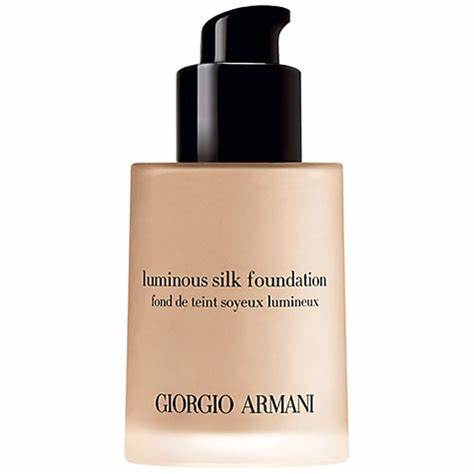 luminous silk foundation
fond de teint soyeux lumineux
GIORGIO ARMANI